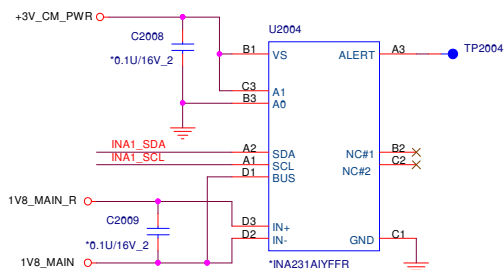 U2004
+3V_CM_PWR
C2008
*0.1U/16V_2
B1
VS
ALERT
A3
TP2004
C3
A1
B3
A0
INA1_SDA
A2
SDA
NC#1
B2
INA1_SCL
A1
SCL
NC#2
C2
D1
BUS
1V8_MAIN_R
C2009
*0.1U/16V_2
D3
IN+
1V8_MAIN
D2
IN-
GND
C1
*INA231AIYFFR